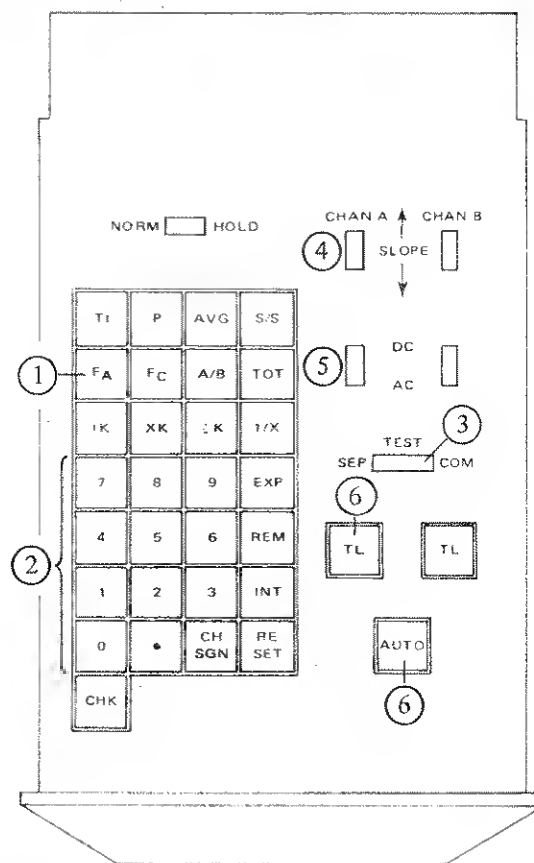 CHAN A CHAN B
NORM HOLD
④ SLOPE
TI P AVG S/S
DC
① FA FC A/B TOT ⑤
AC
XK 1/X
TEST ③
SEP COM
7 8 9 EXP
⑥
4 5 6 REM TL TL
②
1 2 3 INT
0 • CH SGN RE SET AUTO
CHK ⑥